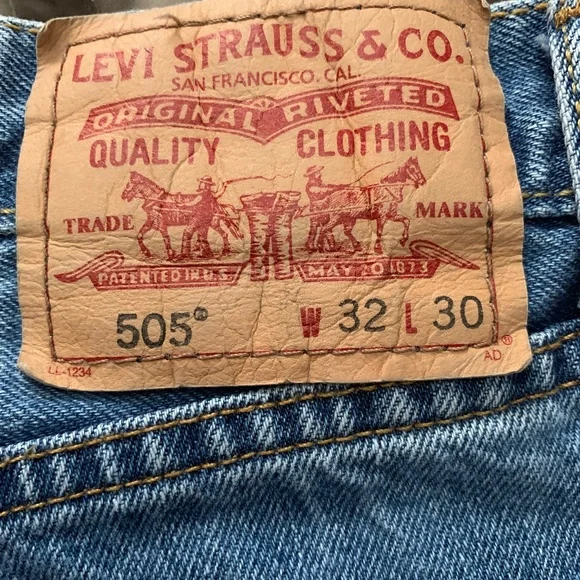 LEVI STRAUSS & CO.
SAN FRANCISCO. CAL.
ORIGINAL RIVETED
QUALITY CLOTHING
TRADE MARK
PATENTED IN U.S. MAY 20 1873
505® W 32 L 30
LL-1234 AD®